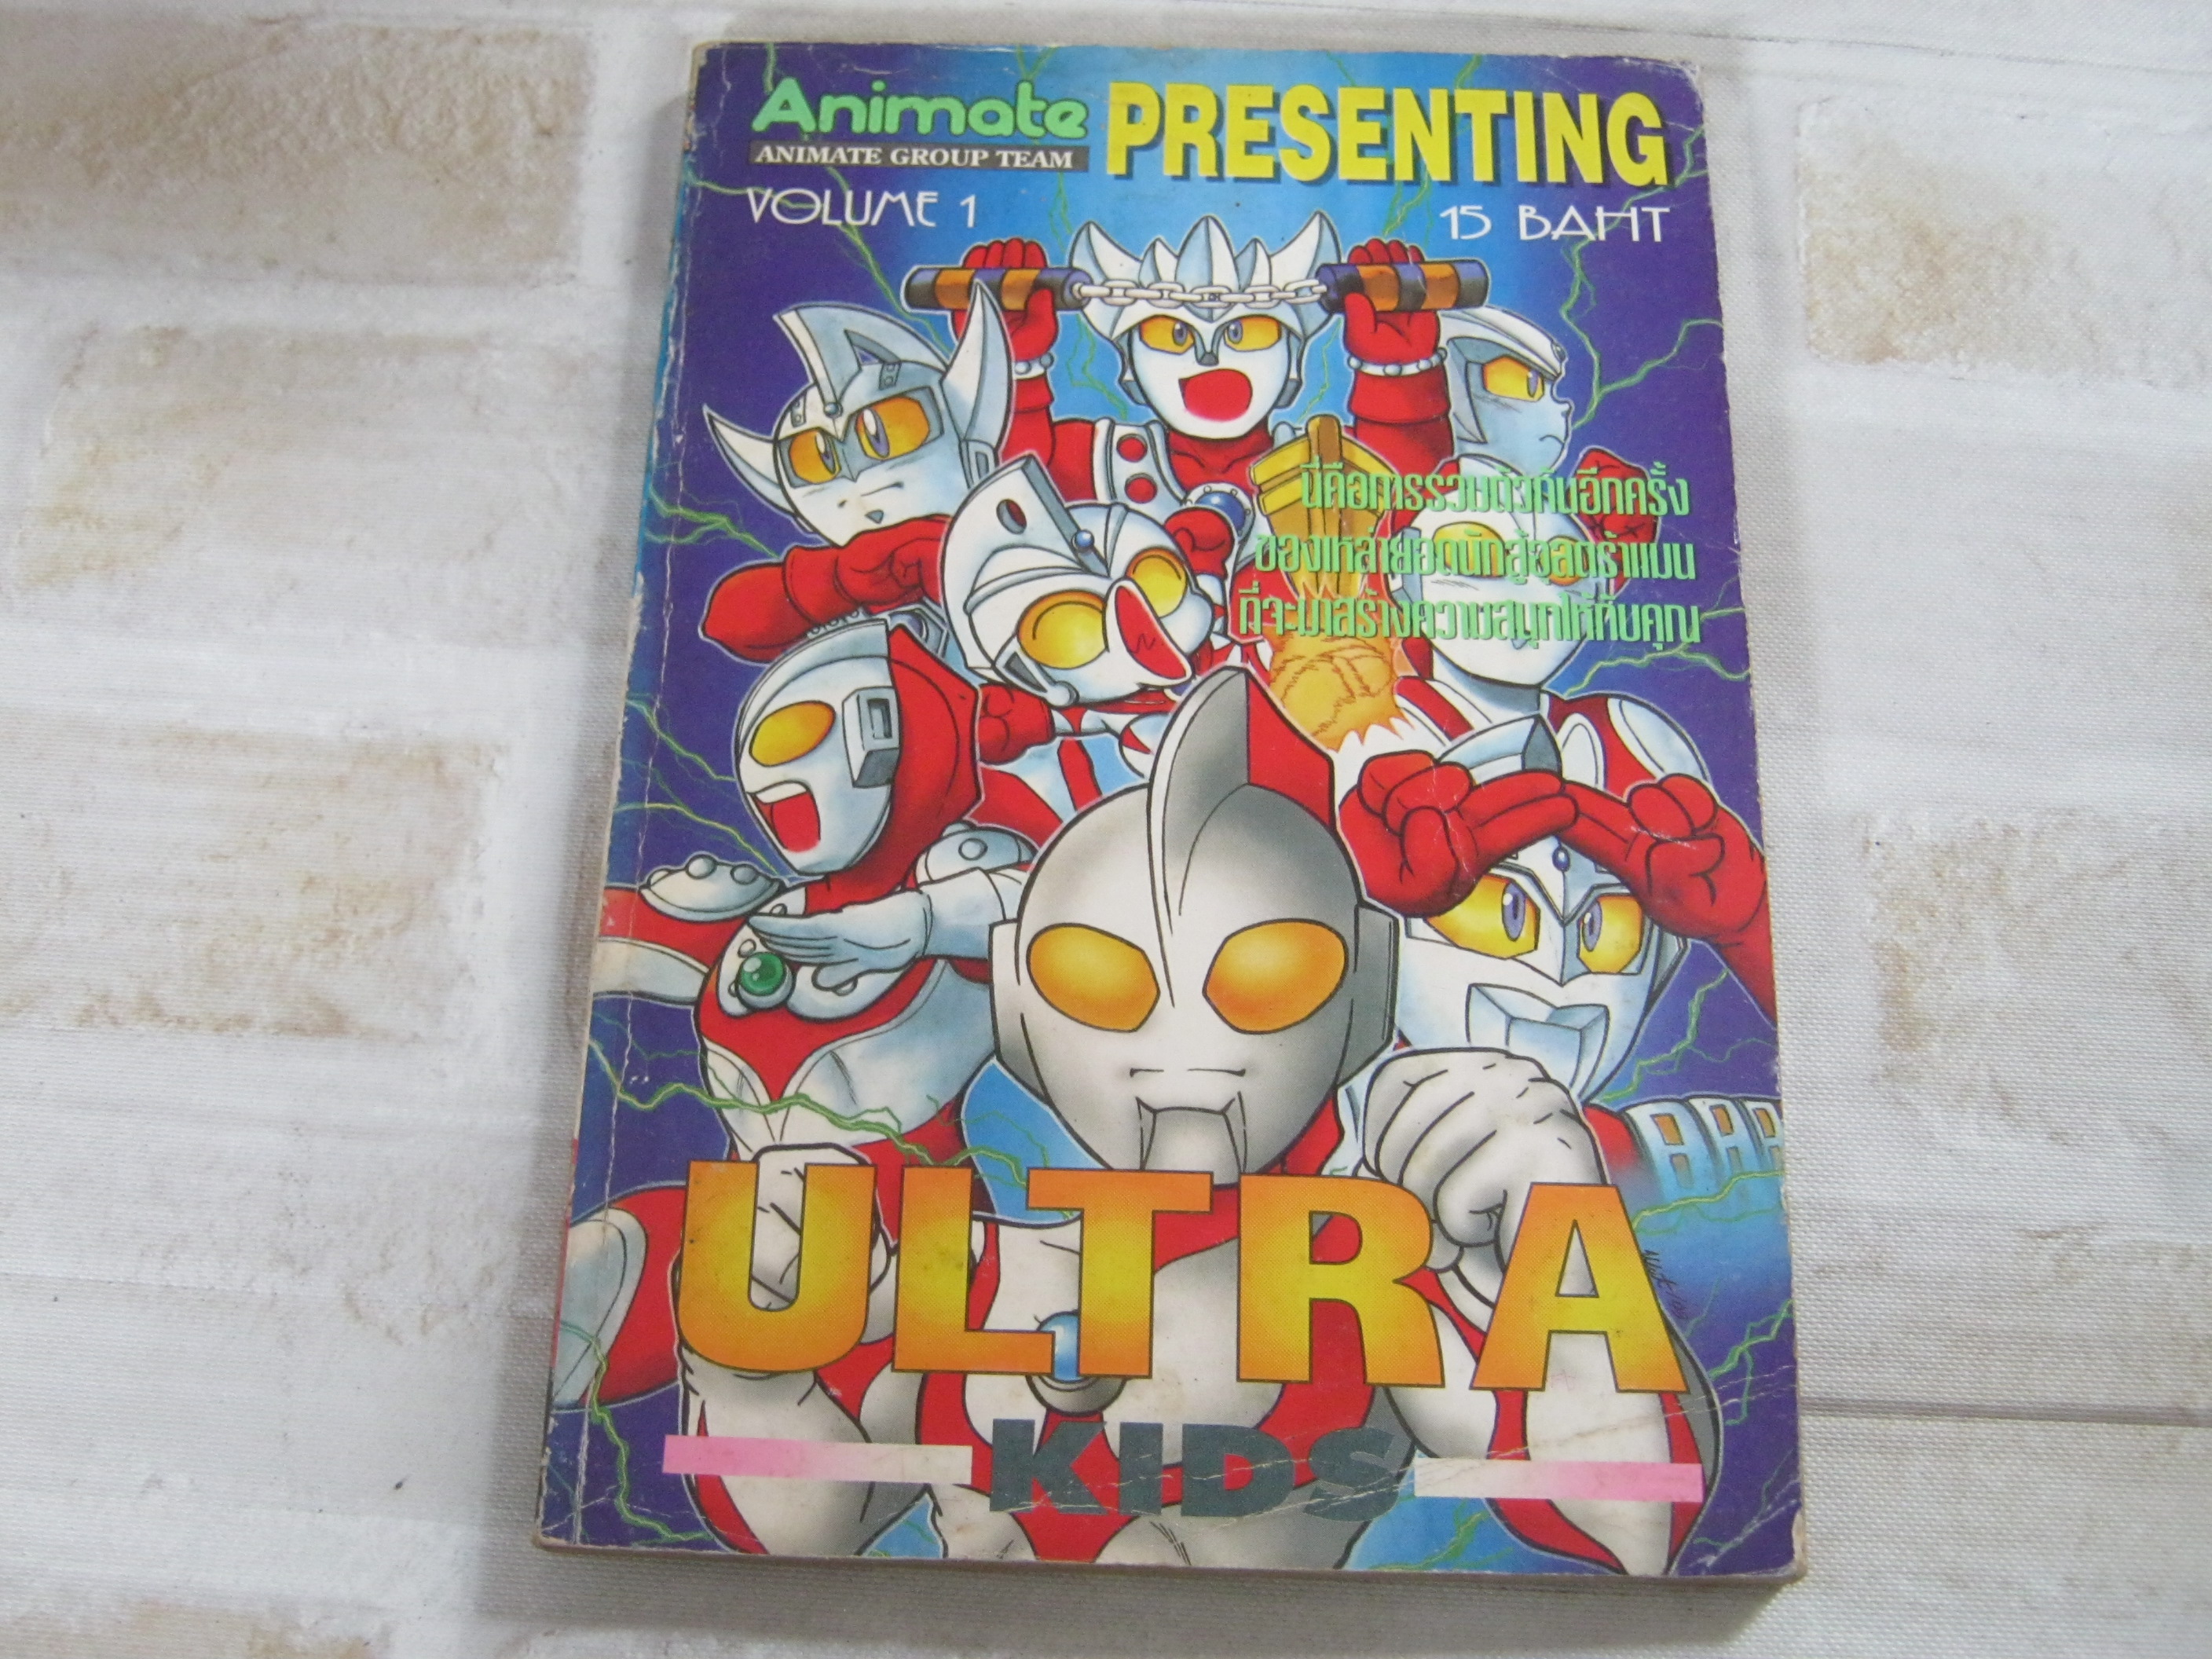 Animate
ANIMATE GROUP TEAM
PRESENTING
VOLUME 1
15 BAHT
นี่คือการรวมตัวกันอีกครั้ง
ของเหล่ายอดนักสู้อุลตร้าแมน
ที่จะมาสร้างความสนุกให้กับคุณ
ULTRA
KIDS